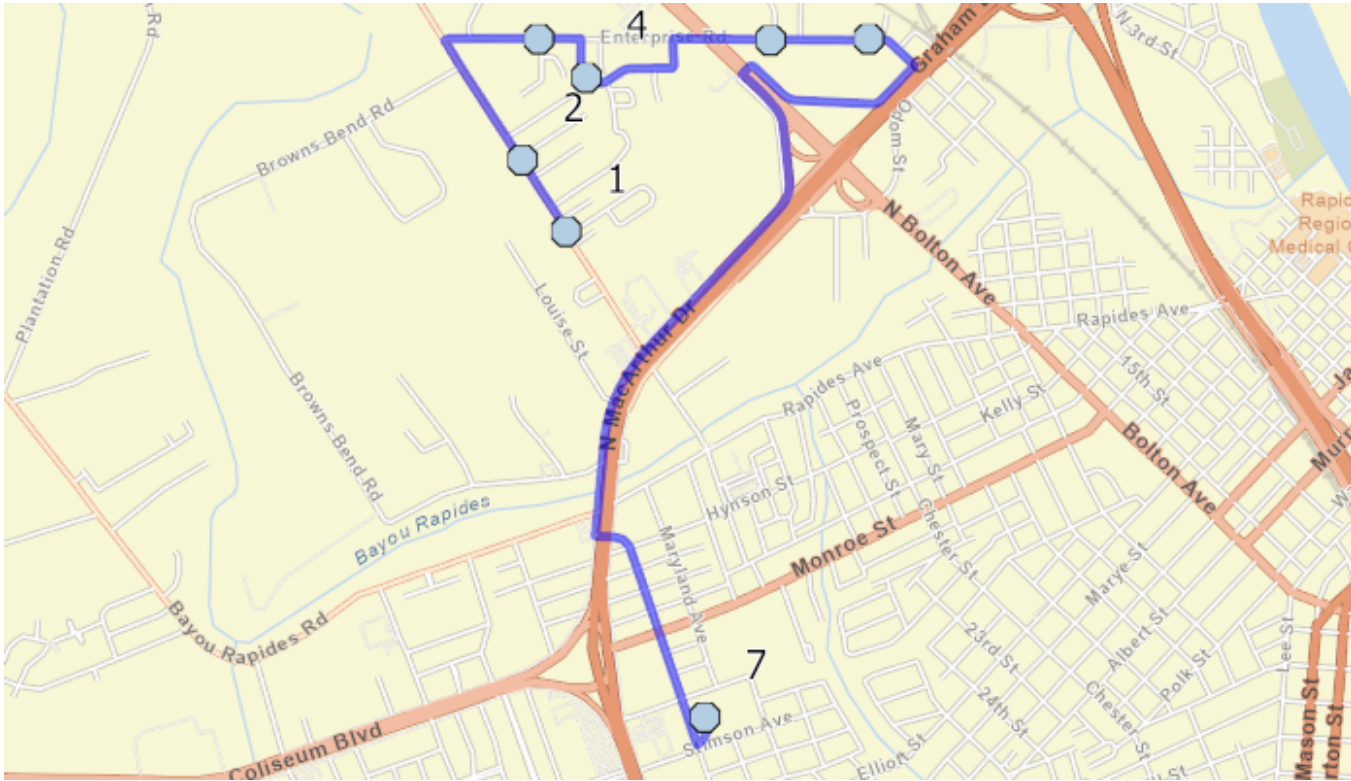 Rd
4
Enterprise Rd
Graham
N 3rd St
2
Browns Bend Rd
Odom St
1
Plantation Rd
N Bolton Ave
Medical
Louise St
Rapides Ave
N MacArthur Dr
15th St
Rapides Ave
Kelly St
Browns Bend Rd
Prospect St
Mary St
Bolton Ave
Hynson St
Bayou Rapides
Chester St
Monroe St
Maryland Ave
Marye St
Bayou Rapides Rd
Albert St
23rd St
Polk St
Lee St
7
24th St
Chester St
Stimson Ave
Elliott St
Coliseum Blvd
Mason St